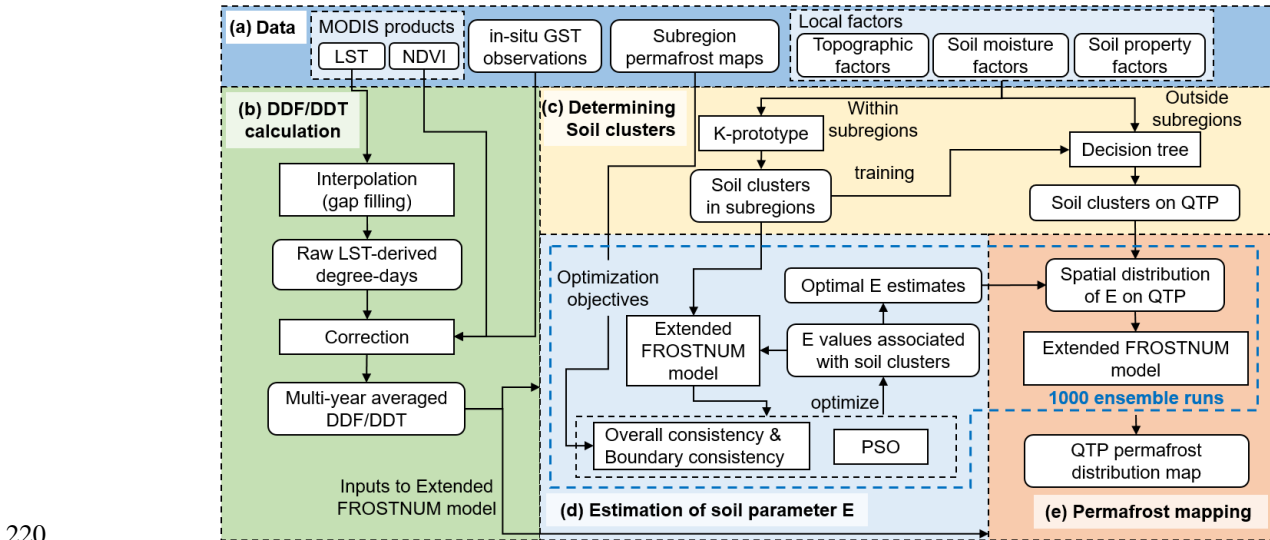 (a) Data
MODIS products
LST
NDVI
in-situ GST
observations
Subregion
permafrost maps
Local factors
Topographic
factors
Soil moisture
factors
Soil property
factors
(b) DDF/DDT
calculation
Interpolation
(gap filling)
Raw LST-derived
degree-days
Correction
Multi-year averaged
DDF/DDT
Inputs to Extended
FROSTNUM model
(c) Determining
Soil clusters
K-prototype
Within
subregions
Outside
subregions
Decision tree
training
Soil clusters
in subregions
Soil clusters on QTP
Optimization
objectives
Optimal E estimates
Extended
FROSTNUM
model
E values associated
with soil clusters
optimize
Overall consistency &
Boundary consistency
PSO
(d) Estimation of soil parameter E
Spatial distribution
of E on QTP
Extended FROSTNUM
model
1000 ensemble runs
QTP permafrost
distribution map
(e) Permafrost mapping
220